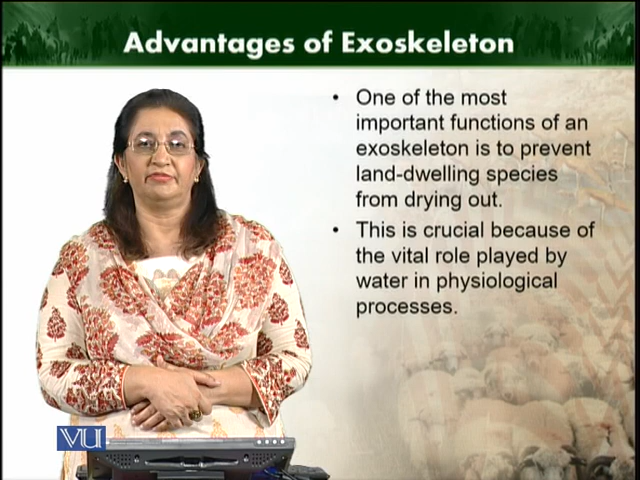 Advantages of Exoskeleton
• One of the most
important functions of an
exoskeleton is to prevent
land-dwelling species
from drying out.
• This is crucial because of
the vital role played by
water in physiological
processes.
VU